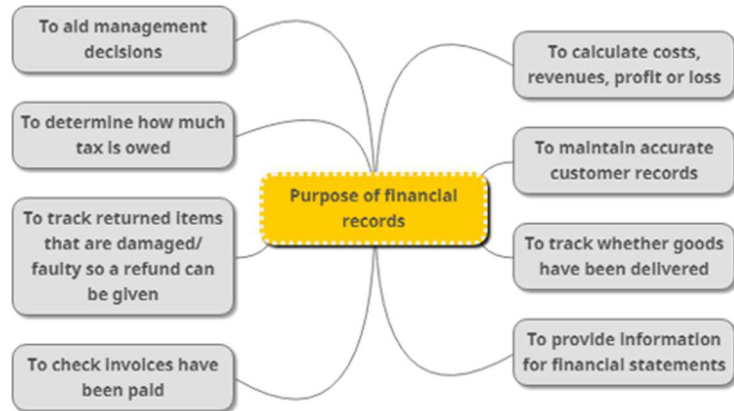 To aid management
decisions
To determine how much
tax is owed
To track returned items
that are damaged/
faulty so a refund can
be given
To check invoices have
been paid
Purpose of financial
records
To calculate costs,
revenues, profit or loss
To maintain accurate
customer records
To track whether goods
have been delivered
To provide information
for financial statements